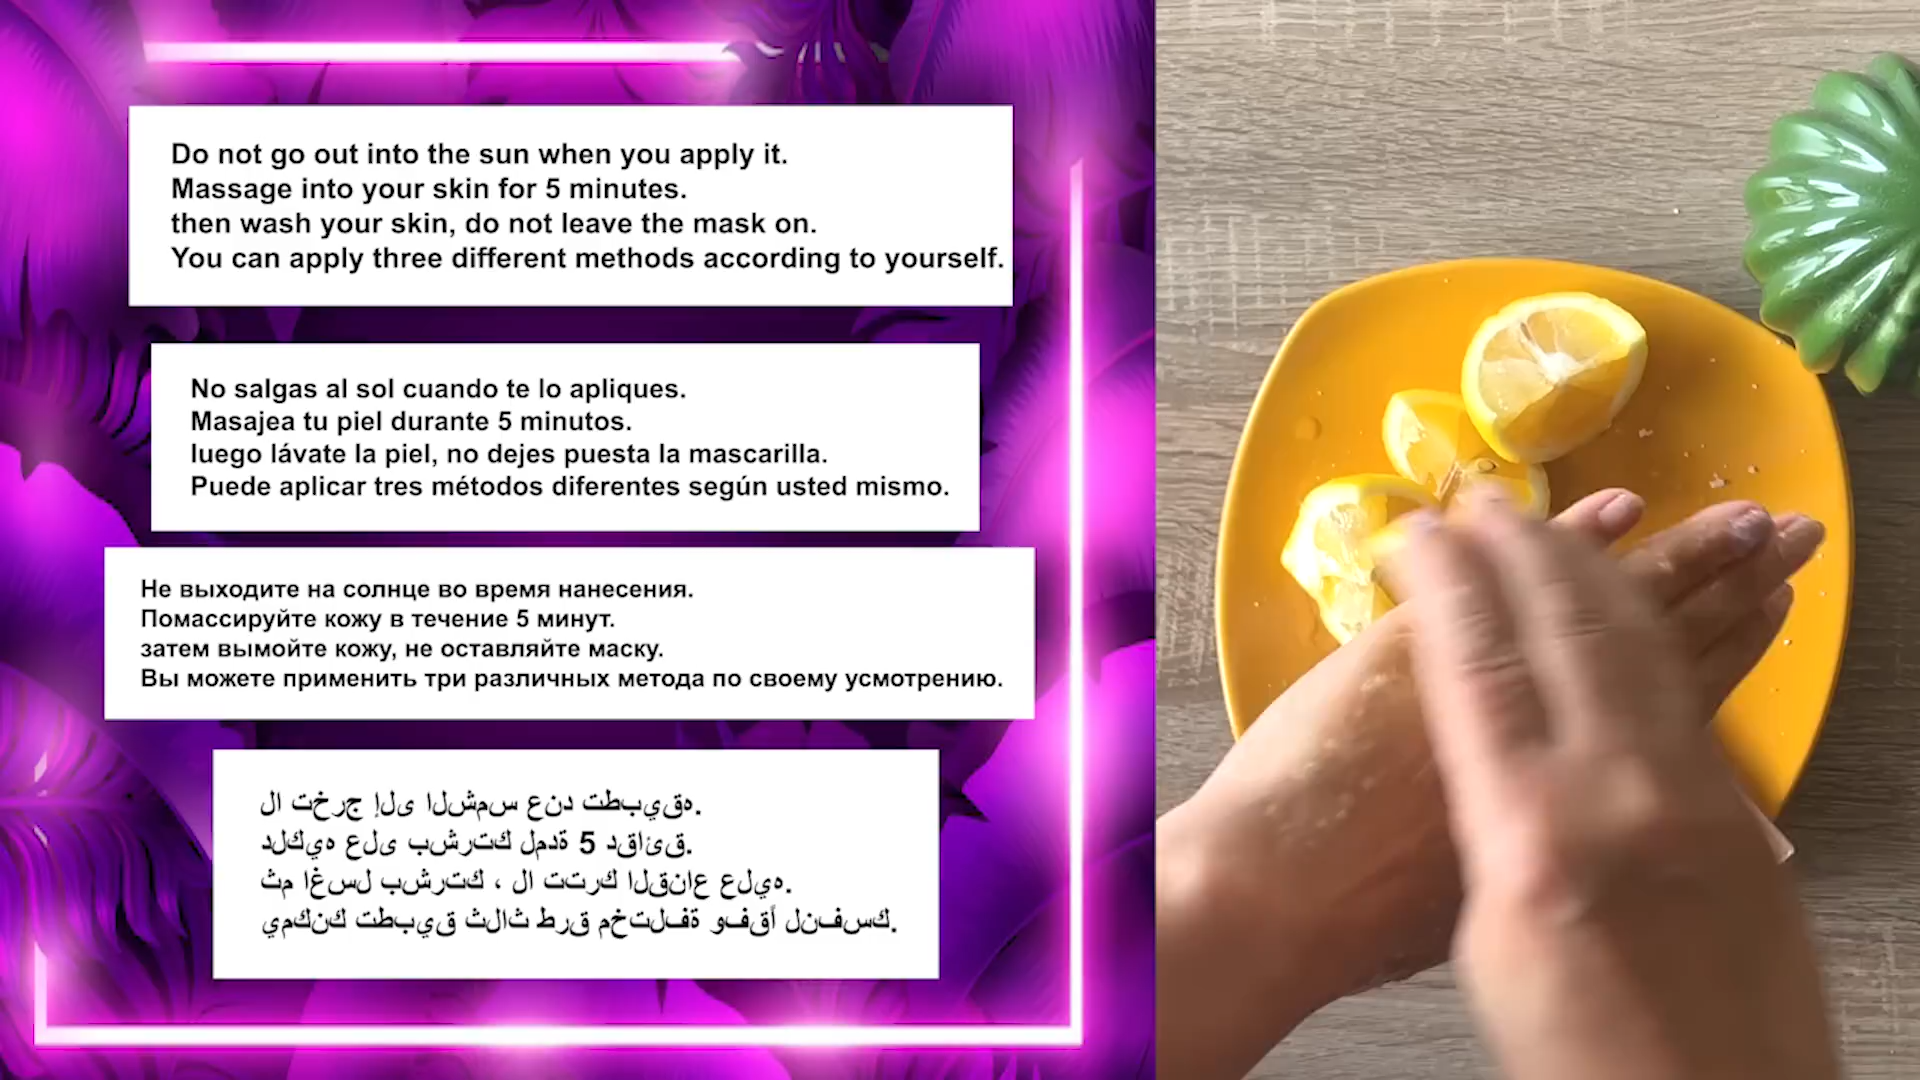 Do not go out into the sun when you apply it.
Massage into your skin for 5 minutes.
then wash your skin, do not leave the mask on.
You can apply three different methods according to yourself.
No salgas al sol cuando te lo apliques.
Masajea tu piel durante 5 minutos.
luego lávate la piel, no dejes puesta la mascarilla.
Puede aplicar tres métodos diferentes según usted mismo.
Не выходите на солнце во время нанесения.
Помассируйте кожу в течение 5 минут.
затем вымойте кожу, не оставляйте маску.
Вы можете применить три различных метода по своему усмотрению.
لا تخرج إلى الشمس عند تطبيقه.
دلكيه على بشرتك لمدة 5 دقائق.
ثم اغسل بشرتك ، لا تترك القناع عليه.
يمكنك تطبيق ثلاث طرق مختلفة وفقًا لنفسك.